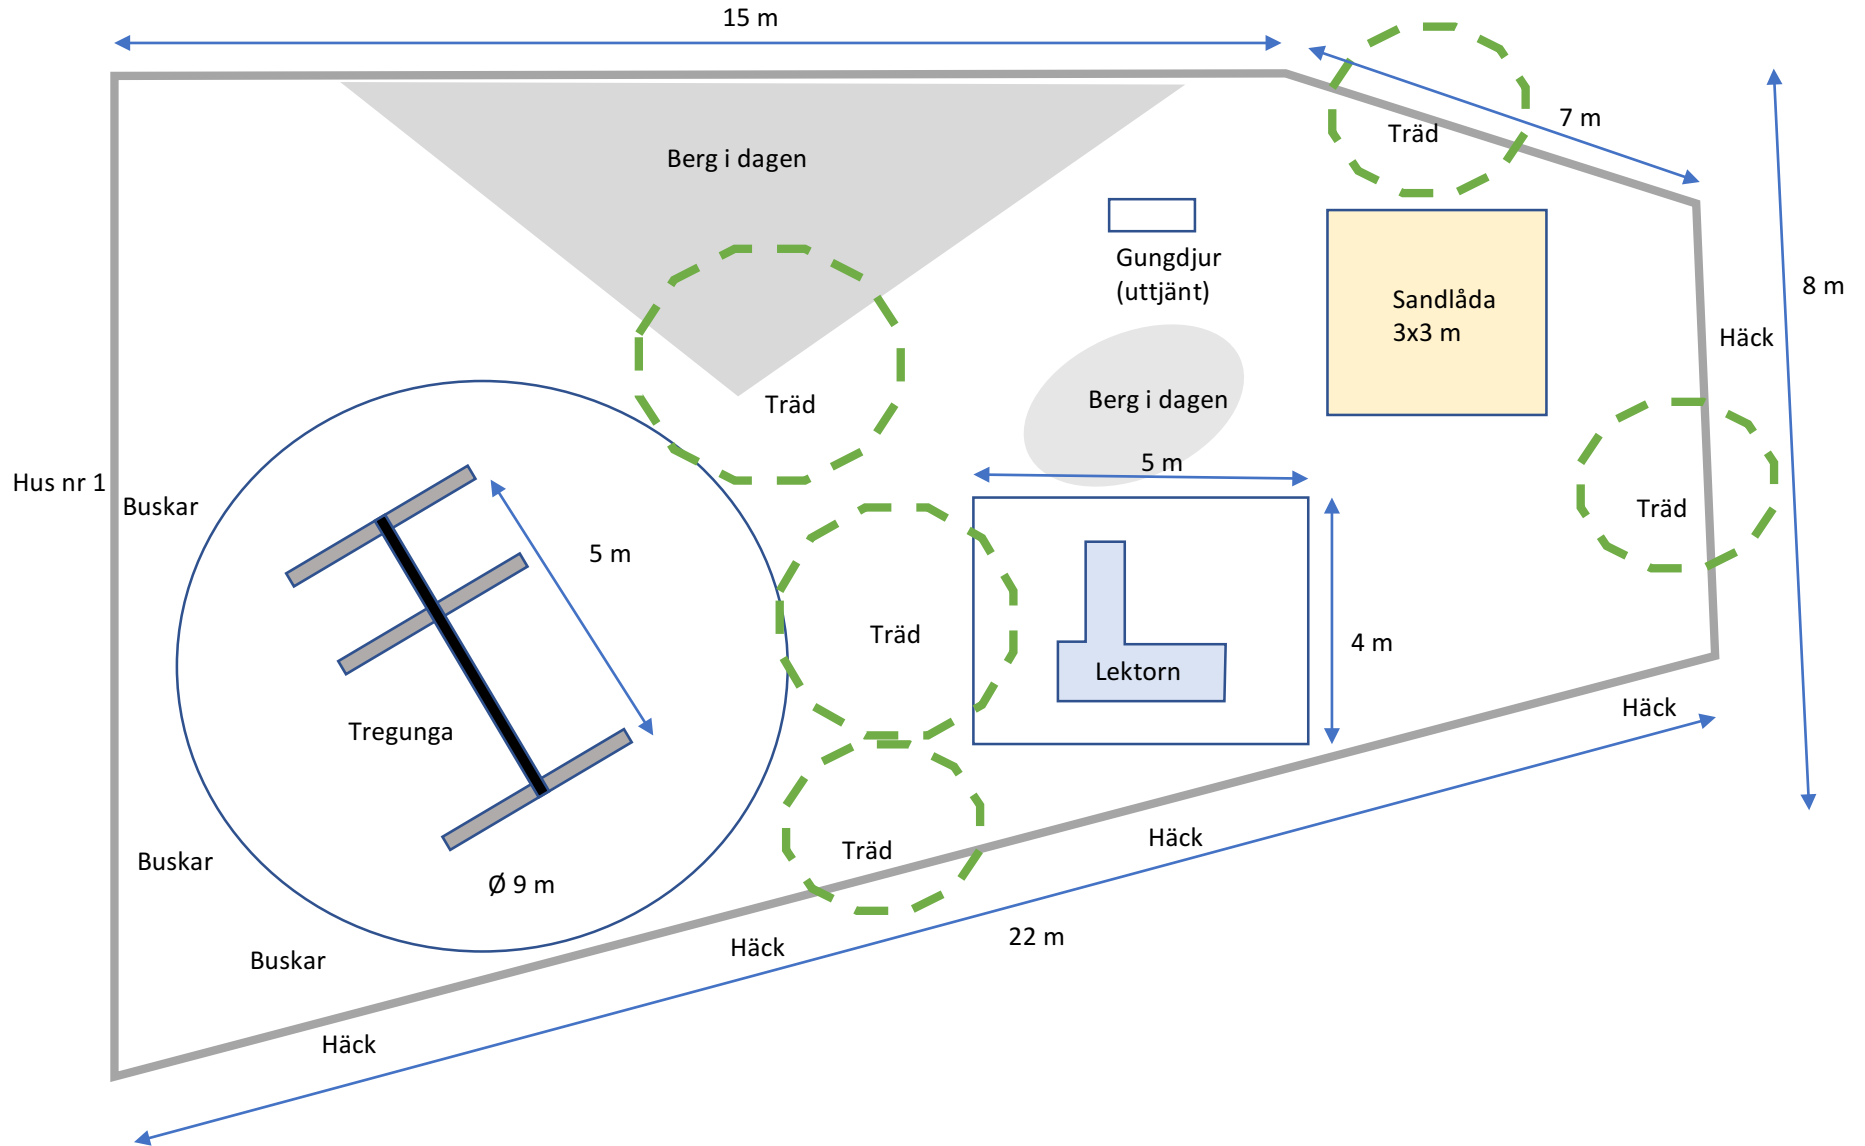 15 m
7 m
Träd
Berg i dagen
Gungdjur
(uttjänt)
8 m
Sandlåda
3x3 m
Häck
Träd
Berg i dagen
5 m
Hus nr 1
Buskar
Träd
5 m
Träd
4 m
Lektorn
Häck
Tregunga
Häck
Träd
Buskar
Ø 9 m
22 m
Häck
Buskar
Häck